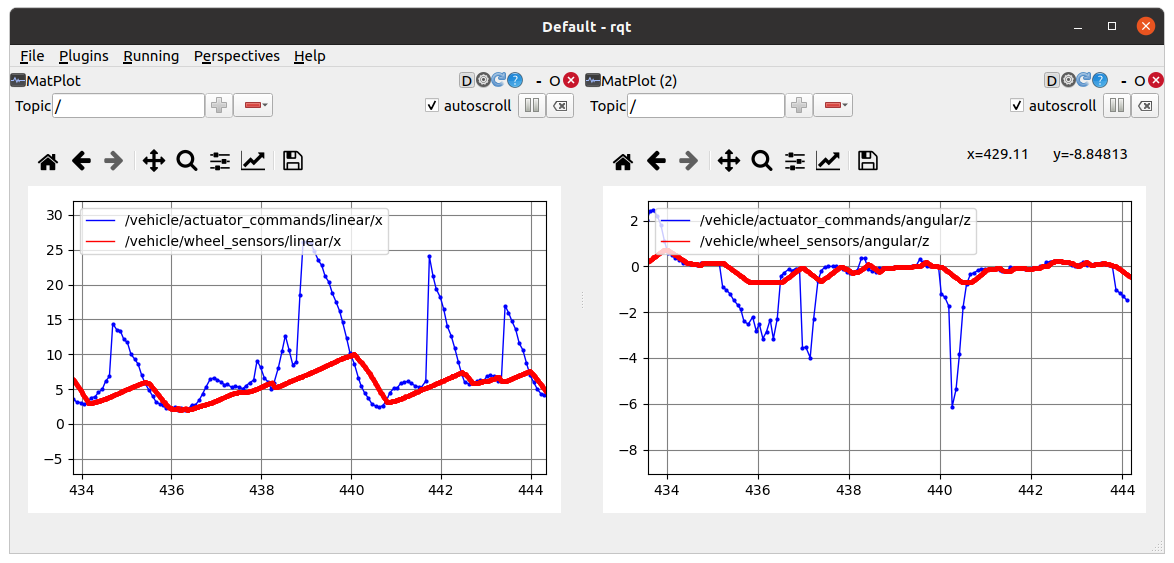 Default - rqt
File Plugins Running Perspectives Help
MatPlot D - O
Topic / autoscroll
30
25
20
15
10
5
0
−5
/vehicle/actuator_commands/linear/x
/vehicle/wheel_sensors/linear/x
434 436 438 440 442 444
MatPlot (2) D ? - O
Topic / autoscroll
x=429.11 y=-8.84813
2
0
−2
−4
−6
−8
/vehicle/actuator_commands/angular/z
/vehicle/wheel_sensors/angular/z
434 436 438 440 442 444